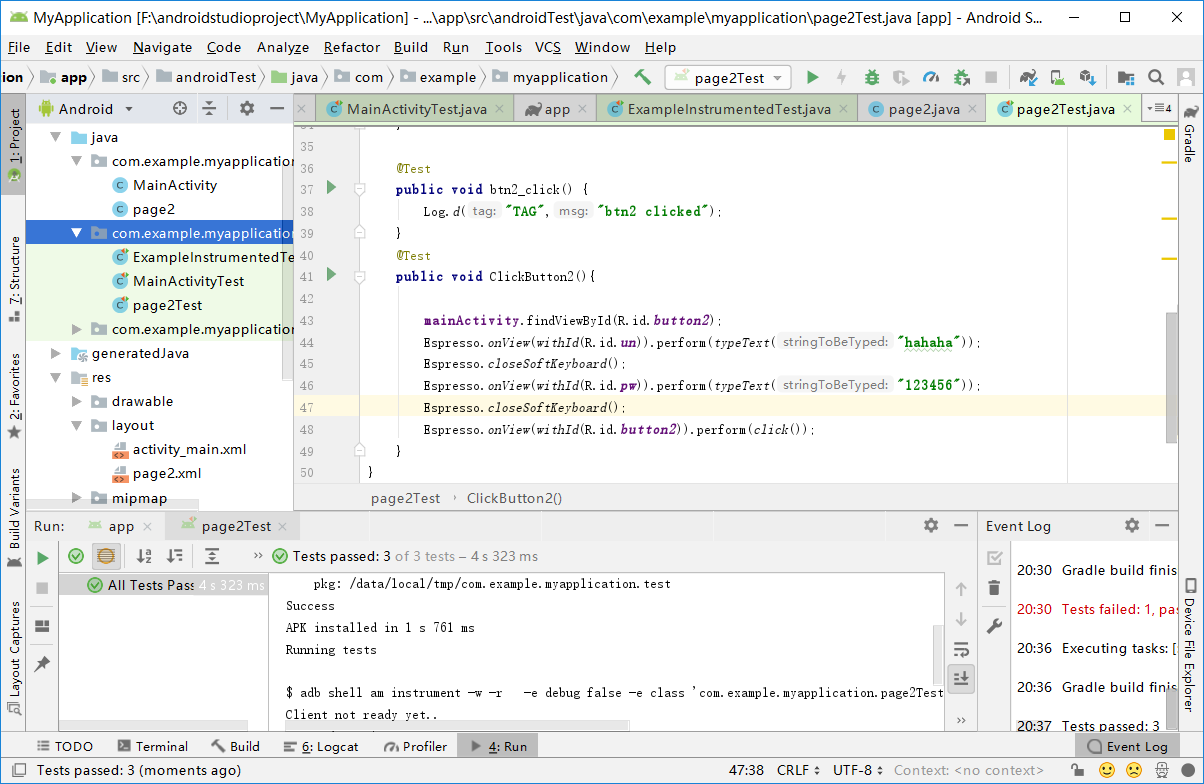 MyApplication [F:\androidstudioproject\MyApplication] - ...\app\src\androidTest\java\com\example\myapplication\page2Test.java [app] - Android S...
File Edit View Navigate Code Analyze Refactor Build Run Tools VCS Window Help
ion app src androidTest java com example myapplication page2Test
Android MainActivityTest.java app ExampleInstrumentedTest.java page2.java page2Test.java 4
1: Project
7: Structure
2: Favorites
Build Variants
Layout Captures
java
com.example.myapplication
MainActivity
page2
com.example.myapplication
ExampleInstrumentedTe
MainActivityTest
page2Test
com.example.myapplication
generatedJava
res
drawable
layout
activity_main.xml
page2.xml
mipmap
35
36 @Test
37 public void btn2_click() {
38 Log.d( tag: "TAG", msg: "btn2 clicked");
39 }
40 @Test
41 public void ClickButton2(){
42
43 mainActivity.findViewById(R.id.button2);
44 Espresso.onView(withId(R.id.un)).perform(typeText( stringToBeTyped: "hahaha"));
45 Espresso.closeSoftKeyboard();
46 Espresso.onView(withId(R.id.pw)).perform(typeText( stringToBeTyped: "123456"));
47 Espresso.closeSoftKeyboard();
48 Espresso.onView(withId(R.id.button2)).perform(click());
49 }
50 }
page2Test ClickButton2()
Gradle
Device File Explorer
Run: app page2Test
Tests passed: 3 of 3 tests – 4 s 323 ms
All Tests Pass 4 s 323 ms
pkg: /data/local/tmp/com.example.myapplication.test
Success
APK installed in 1 s 761 ms
Running tests
$ adb shell am instrument -w -r -e debug false -e class 'com.example.myapplication.page2Test
Client not ready yet..
Event Log
20:30 Gradle build finis
20:30 Tests failed: 1, pas
20:36 Executing tasks: [
20:36 Gradle build finis
20:37 Tests passed: 3
TODO Terminal Build 6: Logcat Profiler 4: Run Event Log
Tests passed: 3 (moments ago) 47:38 CRLF UTF-8 Context: <no context>